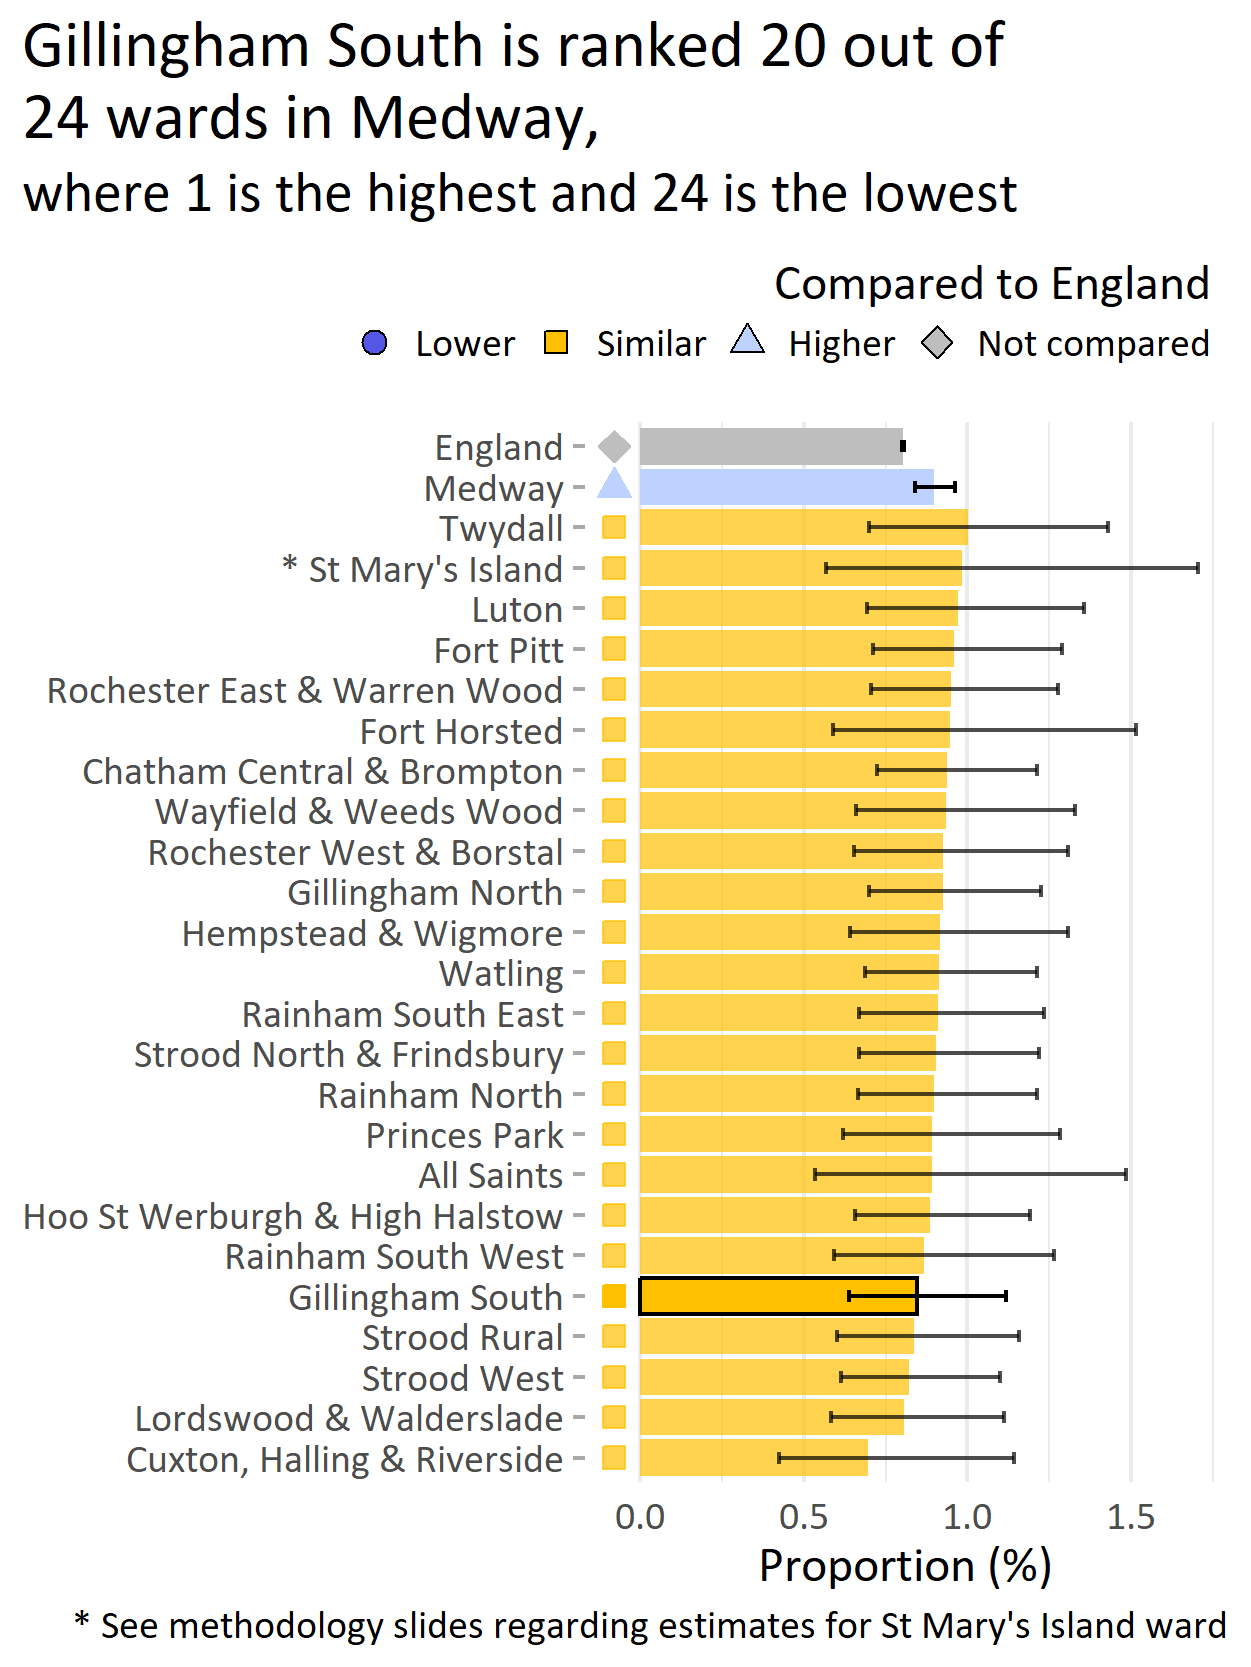 Gillingham South is ranked 20 out of
24 wards in Medway,
where 1 is the highest and 24 is the lowest
Compared to England
Lower Similar Higher Not compared
England
Medway
Twydall
* St Mary's Island
Luton
Fort Pitt
Rochester East & Warren Wood
Fort Horsted
Chatham Central & Brompton
Wayfield & Weeds Wood
Rochester West & Borstal
Gillingham North
Hempstead & Wigmore
Watling
Rainham South East
Strood North & Frindsbury
Rainham North
Princes Park
All Saints
Hoo St Werburgh & High Halstow
Rainham South West
Gillingham South
Strood Rural
Strood West
Lordswood & Walderslade
Cuxton, Halling & Riverside
0.0 0.5 1.0 1.5
Proportion (%)
* See methodology slides regarding estimates for St Mary's Island ward